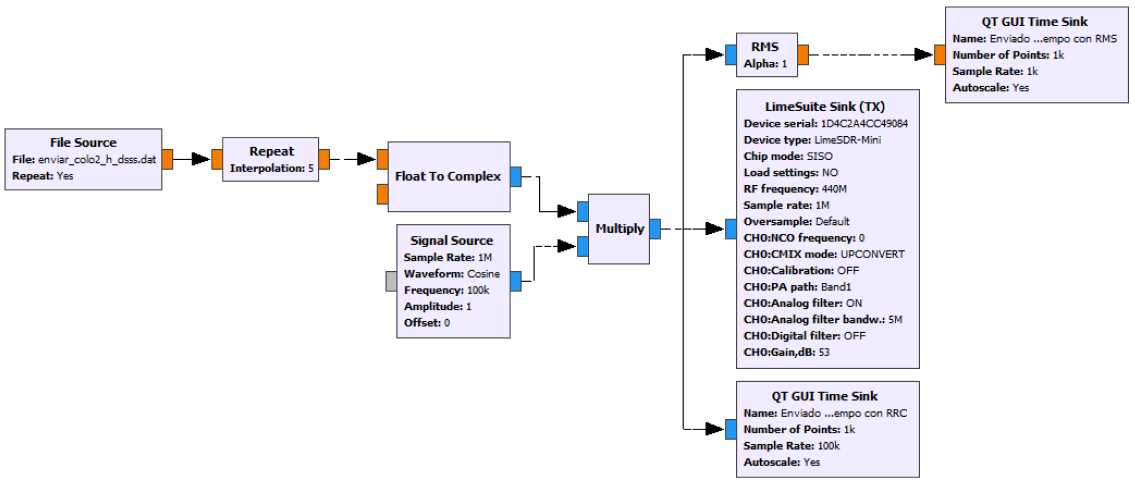 File Source
File: enviar_colo2_h_dsss.dat
Repeat: Yes
Repeat
Interpolation: 5
Float To Complex
Signal Source
Sample Rate: 1M
Waveform: Cosine
Frequency: 100k
Amplitude: 1
Offset: 0
Multiply
RMS
Alpha: 1
QT GUI Time Sink
Name: Enviado ...empo con RMS
Number of Points: 1k
Sample Rate: 1k
Autoscale: Yes
LimeSuite Sink (TX)
Device serial: 1D4C2A4CC49084
Device type: LimeSDR-Mini
Chip mode: SISO
Load settings: NO
RF frequency: 440M
Sample rate: 1M
Oversample: Default
CH0:NCO frequency: 0
CH0:CMIX mode: UPCONVERT
CH0:Calibration: OFF
CH0:PA path: Band1
CH0:Analog filter: ON
CH0:Analog filter bandw.: 5M
CH0:Digital filter: OFF
CH0:Gain,dB: 53
QT GUI Time Sink
Name: Enviado ...empo con RRC
Number of Points: 1k
Sample Rate: 100k
Autoscale: Yes